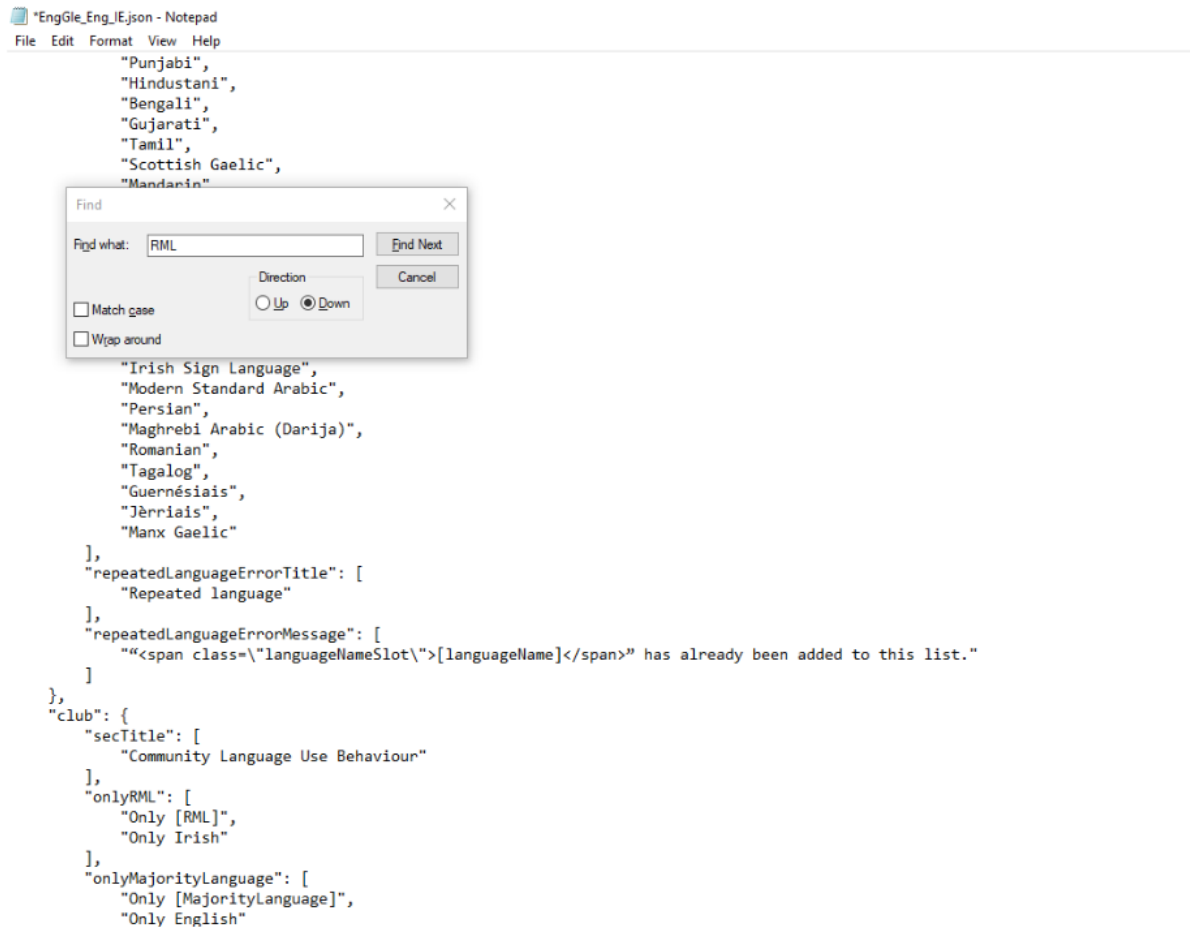 *EngGle_Eng_IE.json - Notepad
File Edit Format View Help
"Punjabi",
"Hindustani",
"Bengali",
"Gujarati",
"Tamil",
"Scottish Gaelic",
"Mandarin"
Find
Find what: RML Find Next
Direction Cancel
Up Down
Match case
Wrap around
"Irish Sign Language",
"Modern Standard Arabic",
"Persian",
"Maghrebi Arabic (Darija)",
"Romanian",
"Tagalog",
"Guernésiais",
"Jèrriais",
"Manx Gaelic"
],
"repeatedLanguageErrorTitle": [
"Repeated language"
],
"repeatedLanguageErrorMessage": [
"“<span class=\"languageNameSlot\">[languageName]</span>” has already been added to this list."
]
},
"club": {
"secTitle": [
"Community Language Use Behaviour"
],
"onlyRML": [
"Only [RML]",
"Only Irish"
],
"onlyMajorityLanguage": [
"Only [MajorityLanguage]",
"Only English"